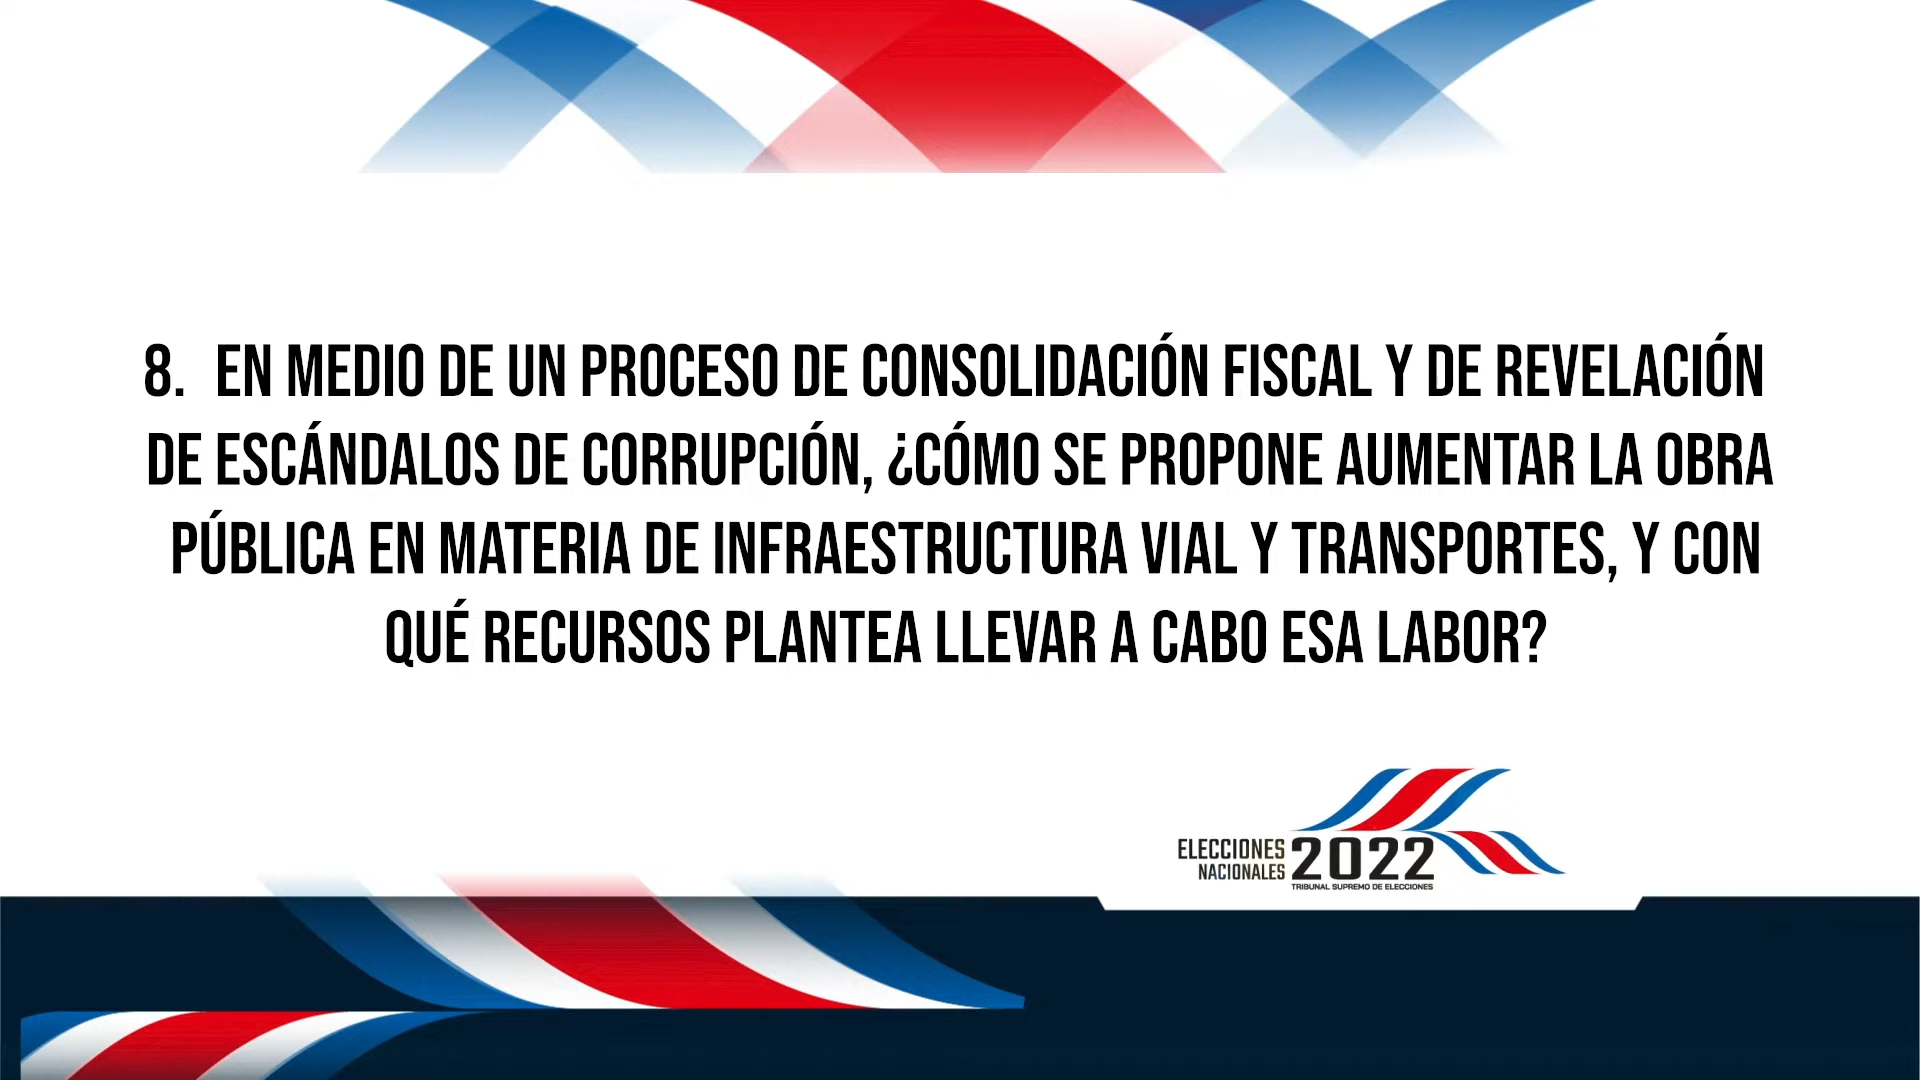 8. EN MEDIO DE UN PROCESO DE CONSOLIDACIÓN FISCAL Y DE REVELACIÓN
DE ESCÁNDALOS DE CORRUPCIÓN, ¿CÓMO SE PROPONE AUMENTAR LA OBRA
PÚBLICA EN MATERIA DE INFRAESTRUCTURA VIAL Y TRANSPORTES, Y CON
QUÉ RECURSOS PLANTEA LLEVAR A CABO ESA LABOR?
ELECCIONES
NACIONALES
2022
TRIBUNAL SUPREMO DE ELECCIONES